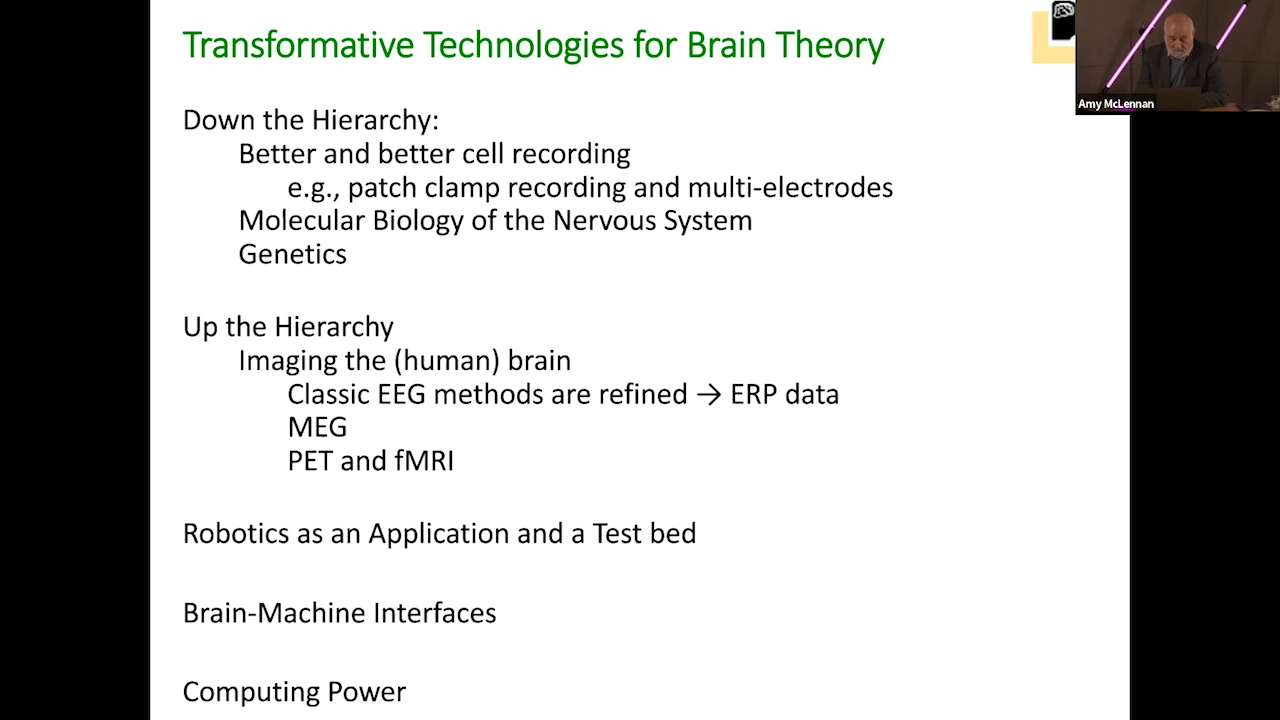 Transformative Technologies for Brain Theory
Amy McLennan
Down the Hierarchy:
Better and better cell recording
e.g., patch clamp recording and multi-electrodes
Molecular Biology of the Nervous System
Genetics
Up the Hierarchy
Imaging the (human) brain
Classic EEG methods are refined → ERP data
MEG
PET and fMRI
Robotics as an Application and a Test bed
Brain-Machine Interfaces
Computing Power